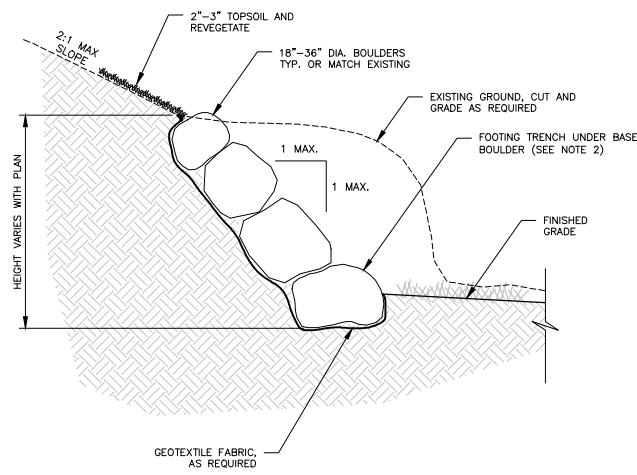 2"-3" TOPSOIL AND
REVEGETATE
2:1 MAX
SLOPE
18"-36" DIA. BOULDERS
TYP. OR MATCH EXISTING
EXISTING GROUND, CUT AND
GRADE AS REQUIRED
FOOTING TRENCH UNDER BASE
BOULDER (SEE NOTE 2)
1 MAX.
1 MAX.
HEIGHT VARIES WITH PLAN
FINISHED
GRADE
GEOTEXTILE FABRIC,
AS REQUIRED